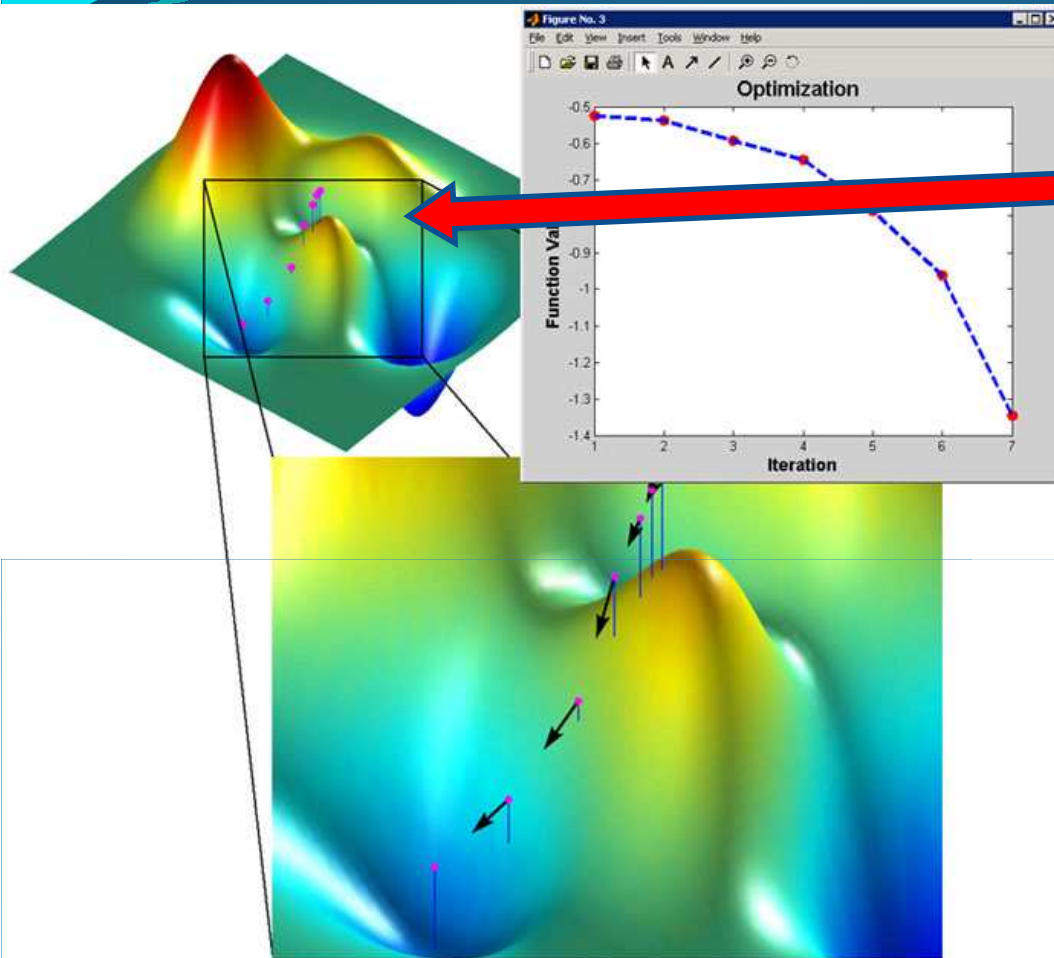 Figure No. 3
File Edit View Insert Tools Window Help
A
Optimization
-0.5
-0.6
-0.7
-0.9
-1
-1.1
-1.2
-1.3
-1.4
Function
1 2 3 4 5 6 7
Iteration